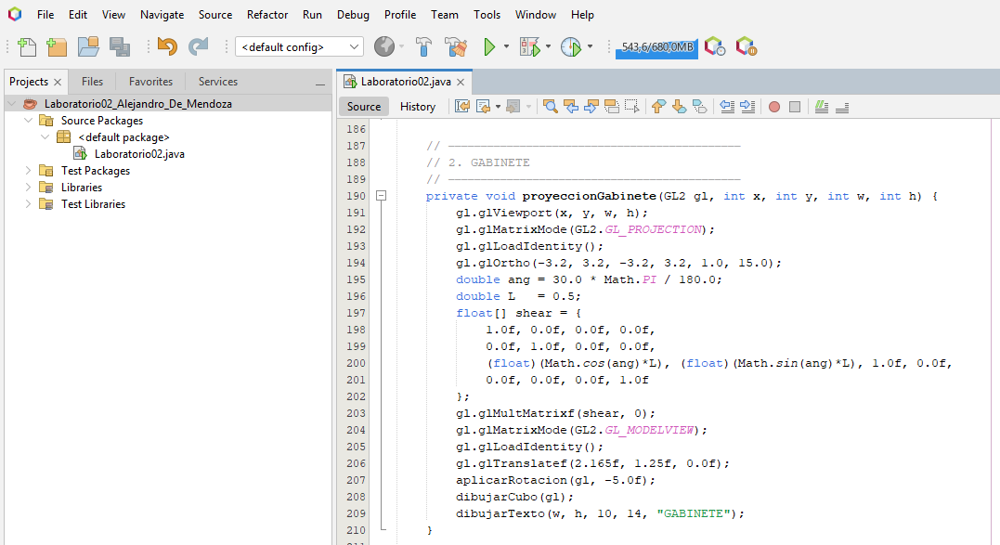 File Edit View Navigate Source Refactor Run Debug Profile Team Tools Window Help
<default config> 543,6/680,0MB
Projects Files Favorites Services
Laboratorio02_Alejandro_De_Mendoza
Source Packages
<default package>
Laboratorio02.java
Test Packages
Libraries
Test Libraries
Laboratorio02.java
Source History
186
187 // ────────────────────────────────────────
188 // 2. GABINETE
189 // ────────────────────────────────────────
190 private void proyeccionGabinete(GL2 gl, int x, int y, int w, int h) {
191 gl.glViewport(x, y, w, h);
192 gl.glMatrixMode(GL2.GL_PROJECTION);
193 gl.glLoadIdentity();
194 gl.glOrtho(-3.2, 3.2, -3.2, 3.2, 1.0, 15.0);
195 double ang = 30.0 * Math.PI / 180.0;
196 double L   = 0.5;
197 float[] shear = {
198 1.0f, 0.0f, 0.0f, 0.0f,
199 0.0f, 1.0f, 0.0f, 0.0f,
200 (float)(Math.cos(ang)*L), (float)(Math.sin(ang)*L), 1.0f, 0.0f,
201 0.0f, 0.0f, 0.0f, 1.0f
202 };
203 gl.glMultMatrixf(shear, 0);
204 gl.glMatrixMode(GL2.GL_MODELVIEW);
205 gl.glLoadIdentity();
206 gl.glTranslatef(2.165f, 1.25f, 0.0f);
207 aplicarRotacion(gl, -5.0f);
208 dibujarCubo(gl);
209 dibujarTexto(w, h, 10, 14, "GABINETE");
210 }